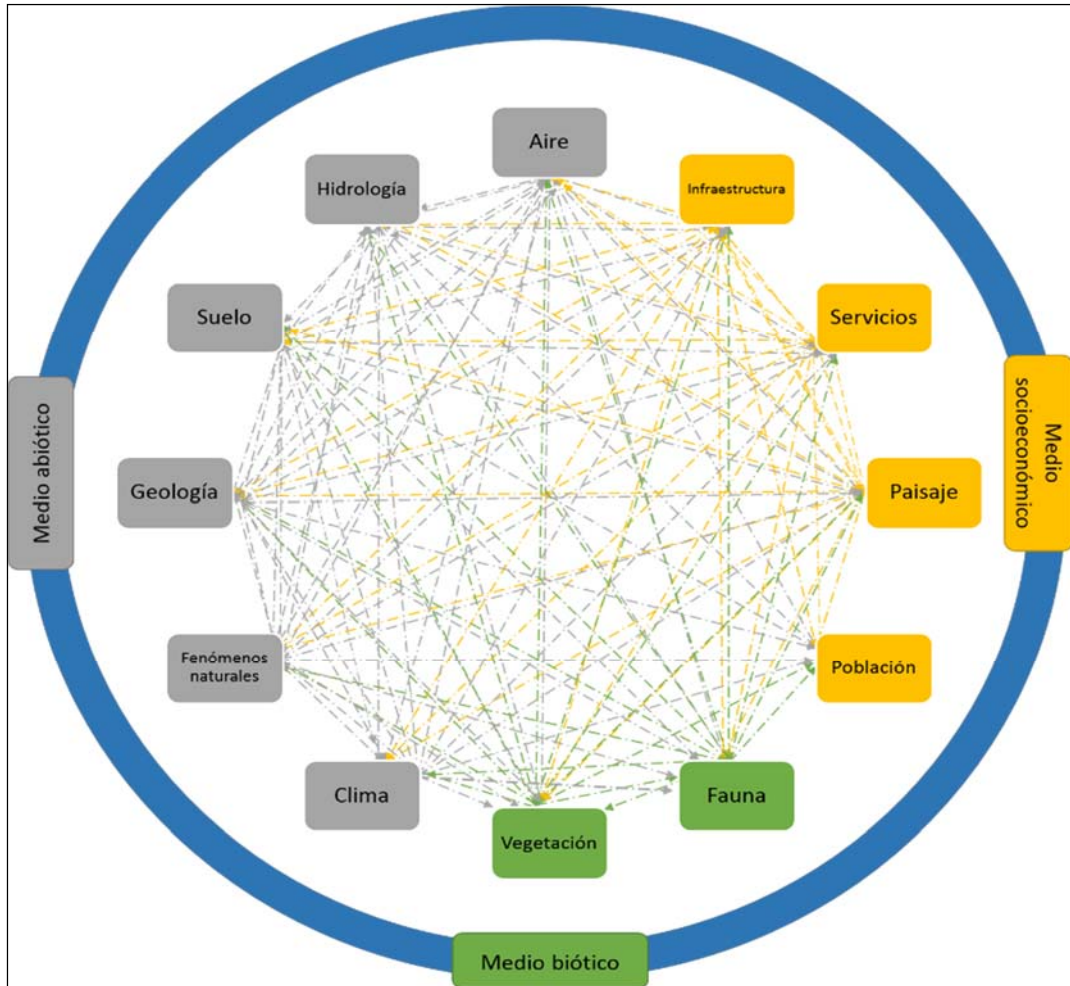 Aire
Hidrología
Infraestructura
Suelo
Servicios
Medio abiótico
Medio
socioeconómico
Geología
Paisaje
Fenómenos
naturales
Población
Clima
Fauna
Vegetación
Medio biótico